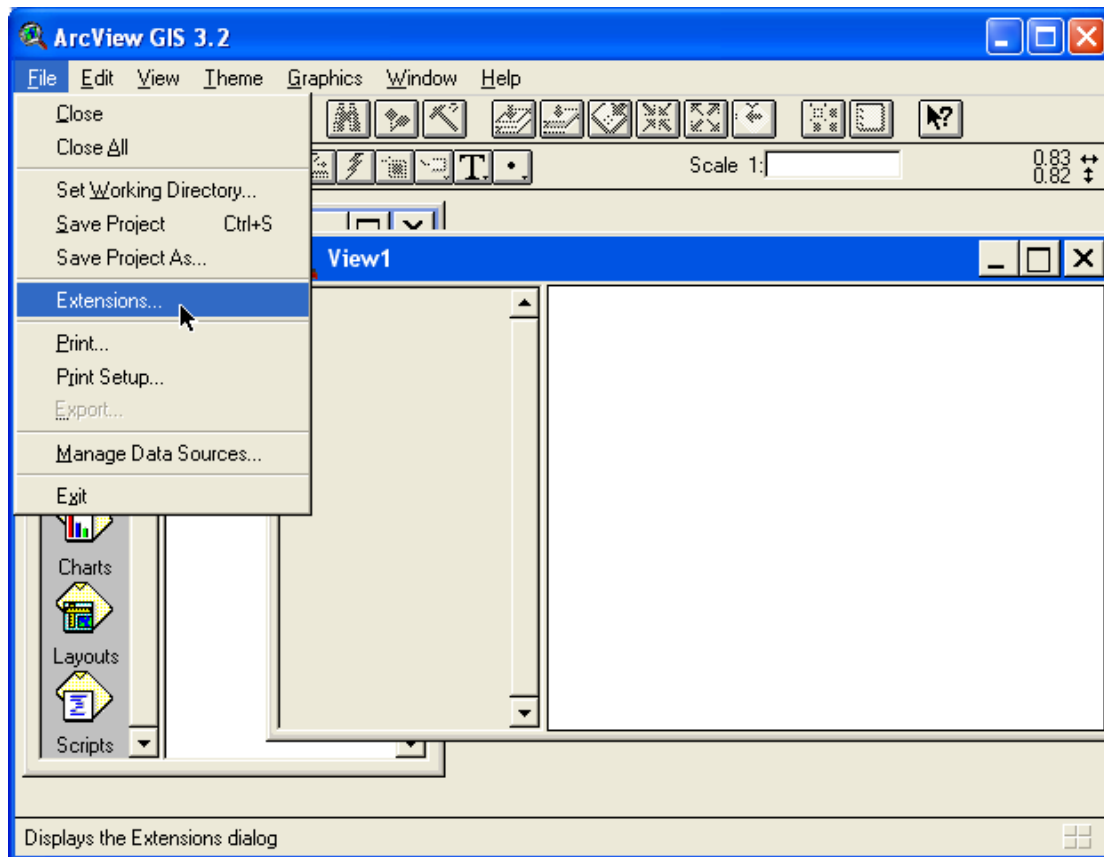 ArcView GIS 3.2
File Edit View Theme Graphics Window Help
Close
Close All
Set Working Directory...
Save Project Ctrl+S
Save Project As...
Extensions...
Print...
Print Setup...
Export...
Manage Data Sources...
Exit
T
Scale 1:
0.83
0.82
View1
Charts
Layouts
Scripts
Displays the Extensions dialog